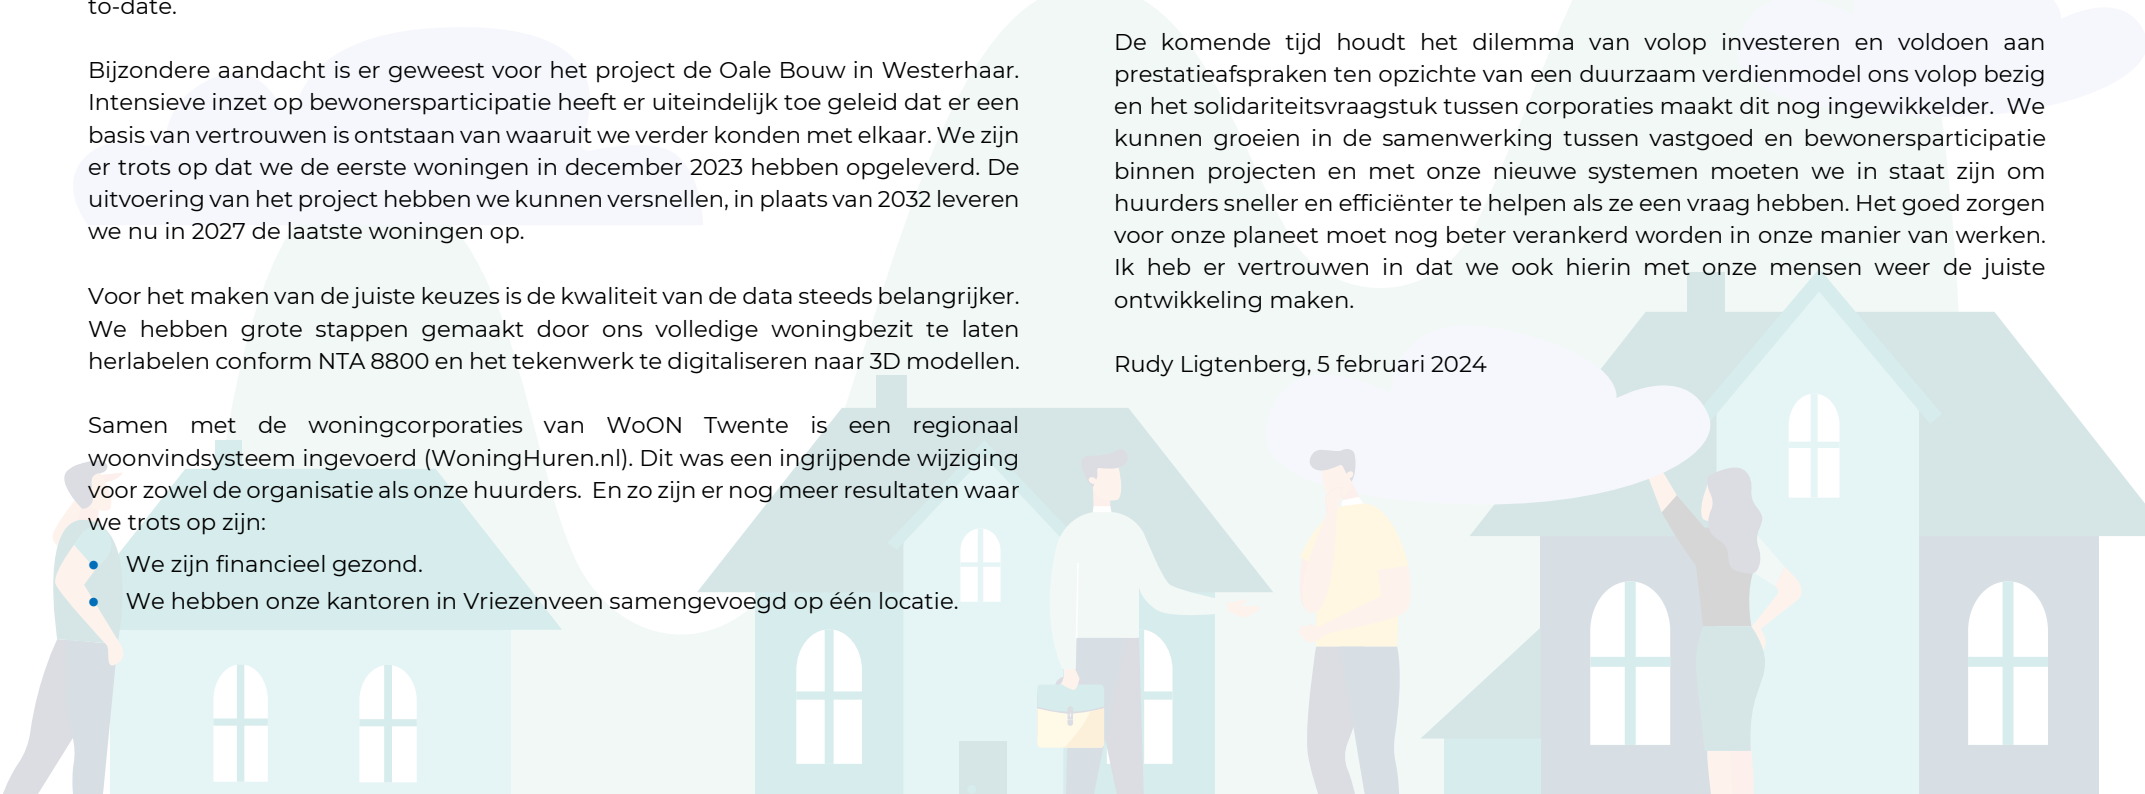 to-date.
Bijzondere aandacht is er geweest voor het project de Oale Bouw in Westerhaar.
Intensieve inzet op bewonersparticipatie heeft er uiteindelijk toe geleid dat er een
basis van vertrouwen is ontstaan van waaruit we verder konden met elkaar. We zijn
er trots op dat we de eerste woningen in december 2023 hebben opgeleverd. De
uitvoering van het project hebben we kunnen versnellen, in plaats van 2032 leveren
we nu in 2027 de laatste woningen op.
Voor het maken van de juiste keuzes is de kwaliteit van de data steeds belangrijker.
We hebben grote stappen gemaakt door ons volledige woningbezit te laten
herlabelen conform NTA 8800 en het tekenwerk te digitaliseren naar 3D modellen.
Samen met de woningcorporaties van WoON Twente is een regionaal
woonvindsysteem ingevoerd (WoningHuren.nl). Dit was een ingrijpende wijziging
voor zowel de organisatie als onze huurders. En zo zijn er nog meer resultaten waar
we trots op zijn:
• We zijn financieel gezond.
• We hebben onze kantoren in Vriezenveen samengevoegd op één locatie.
De komende tijd houdt het dilemma van volop investeren en voldoen aan
prestatieafspraken ten opzichte van een duurzaam verdienmodel ons volop bezig
en het solidariteitsvraagstuk tussen corporaties maakt dit nog ingewikkelder. We
kunnen groeien in de samenwerking tussen vastgoed en bewonersparticipatie
binnen projecten en met onze nieuwe systemen moeten we in staat zijn om
huurders sneller en efficiënter te helpen als ze een vraag hebben. Het goed zorgen
voor onze planeet moet nog beter verankerd worden in onze manier van werken.
Ik heb er vertrouwen in dat we ook hierin met onze mensen weer de juiste
ontwikkeling maken.
Rudy Ligtenberg, 5 februari 2024